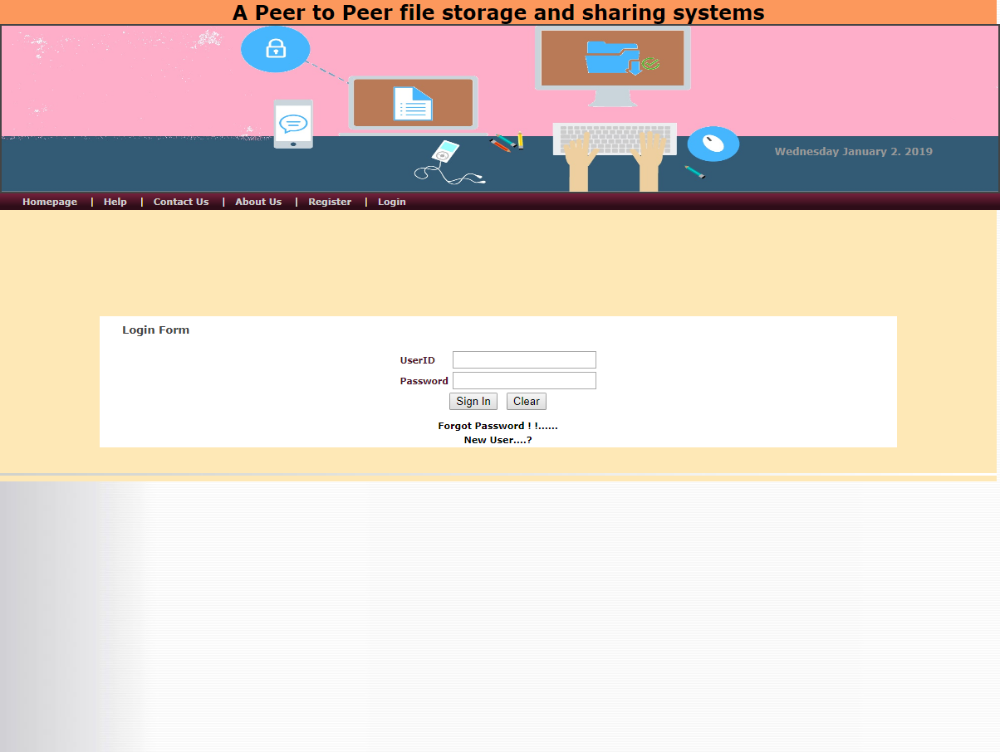 A Peer to Peer file storage and sharing systems
Wednesday January 2. 2019
Homepage | Help | Contact Us | About Us | Register | Login
Login Form
UserID
Password
Sign In Clear
Forgot Password ! !......
New User....?